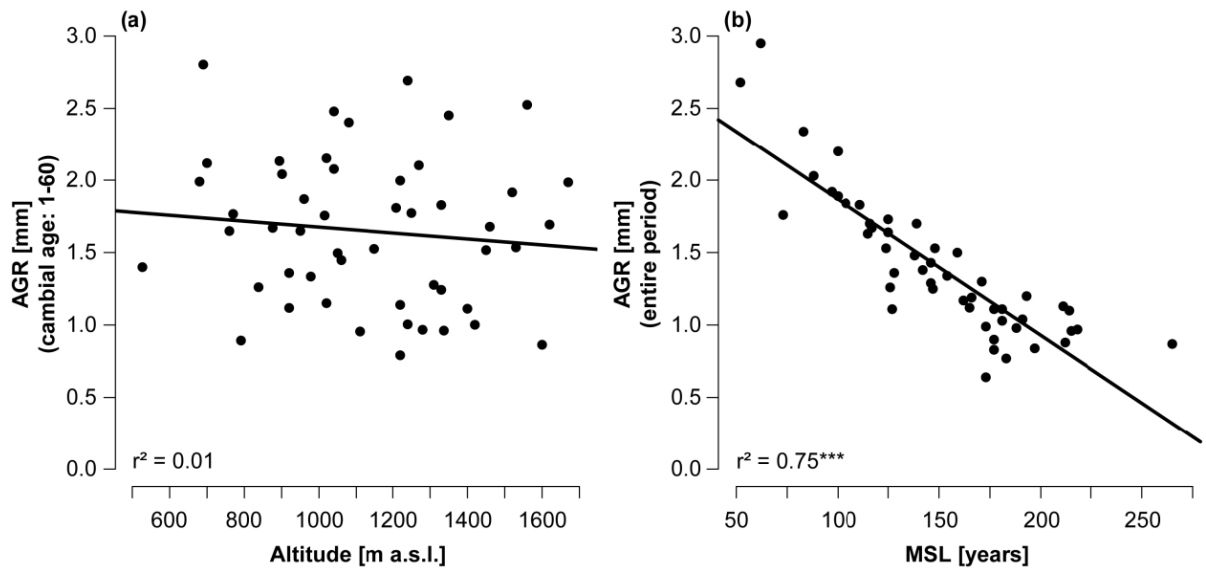 (a)
3.0
2.5
2.0
1.5
1.0
0.5
0.0
AGR [mm]
(cambial age: 1-60)
r² = 0.01
600 800 1000 1200 1400 1600
Altitude [m a.s.l.]
(b)
3.0
2.5
2.0
1.5
1.0
0.5
0.0
AGR [mm]
(entire period)
r² = 0.75***
50 100 150 200 250
MSL [years]